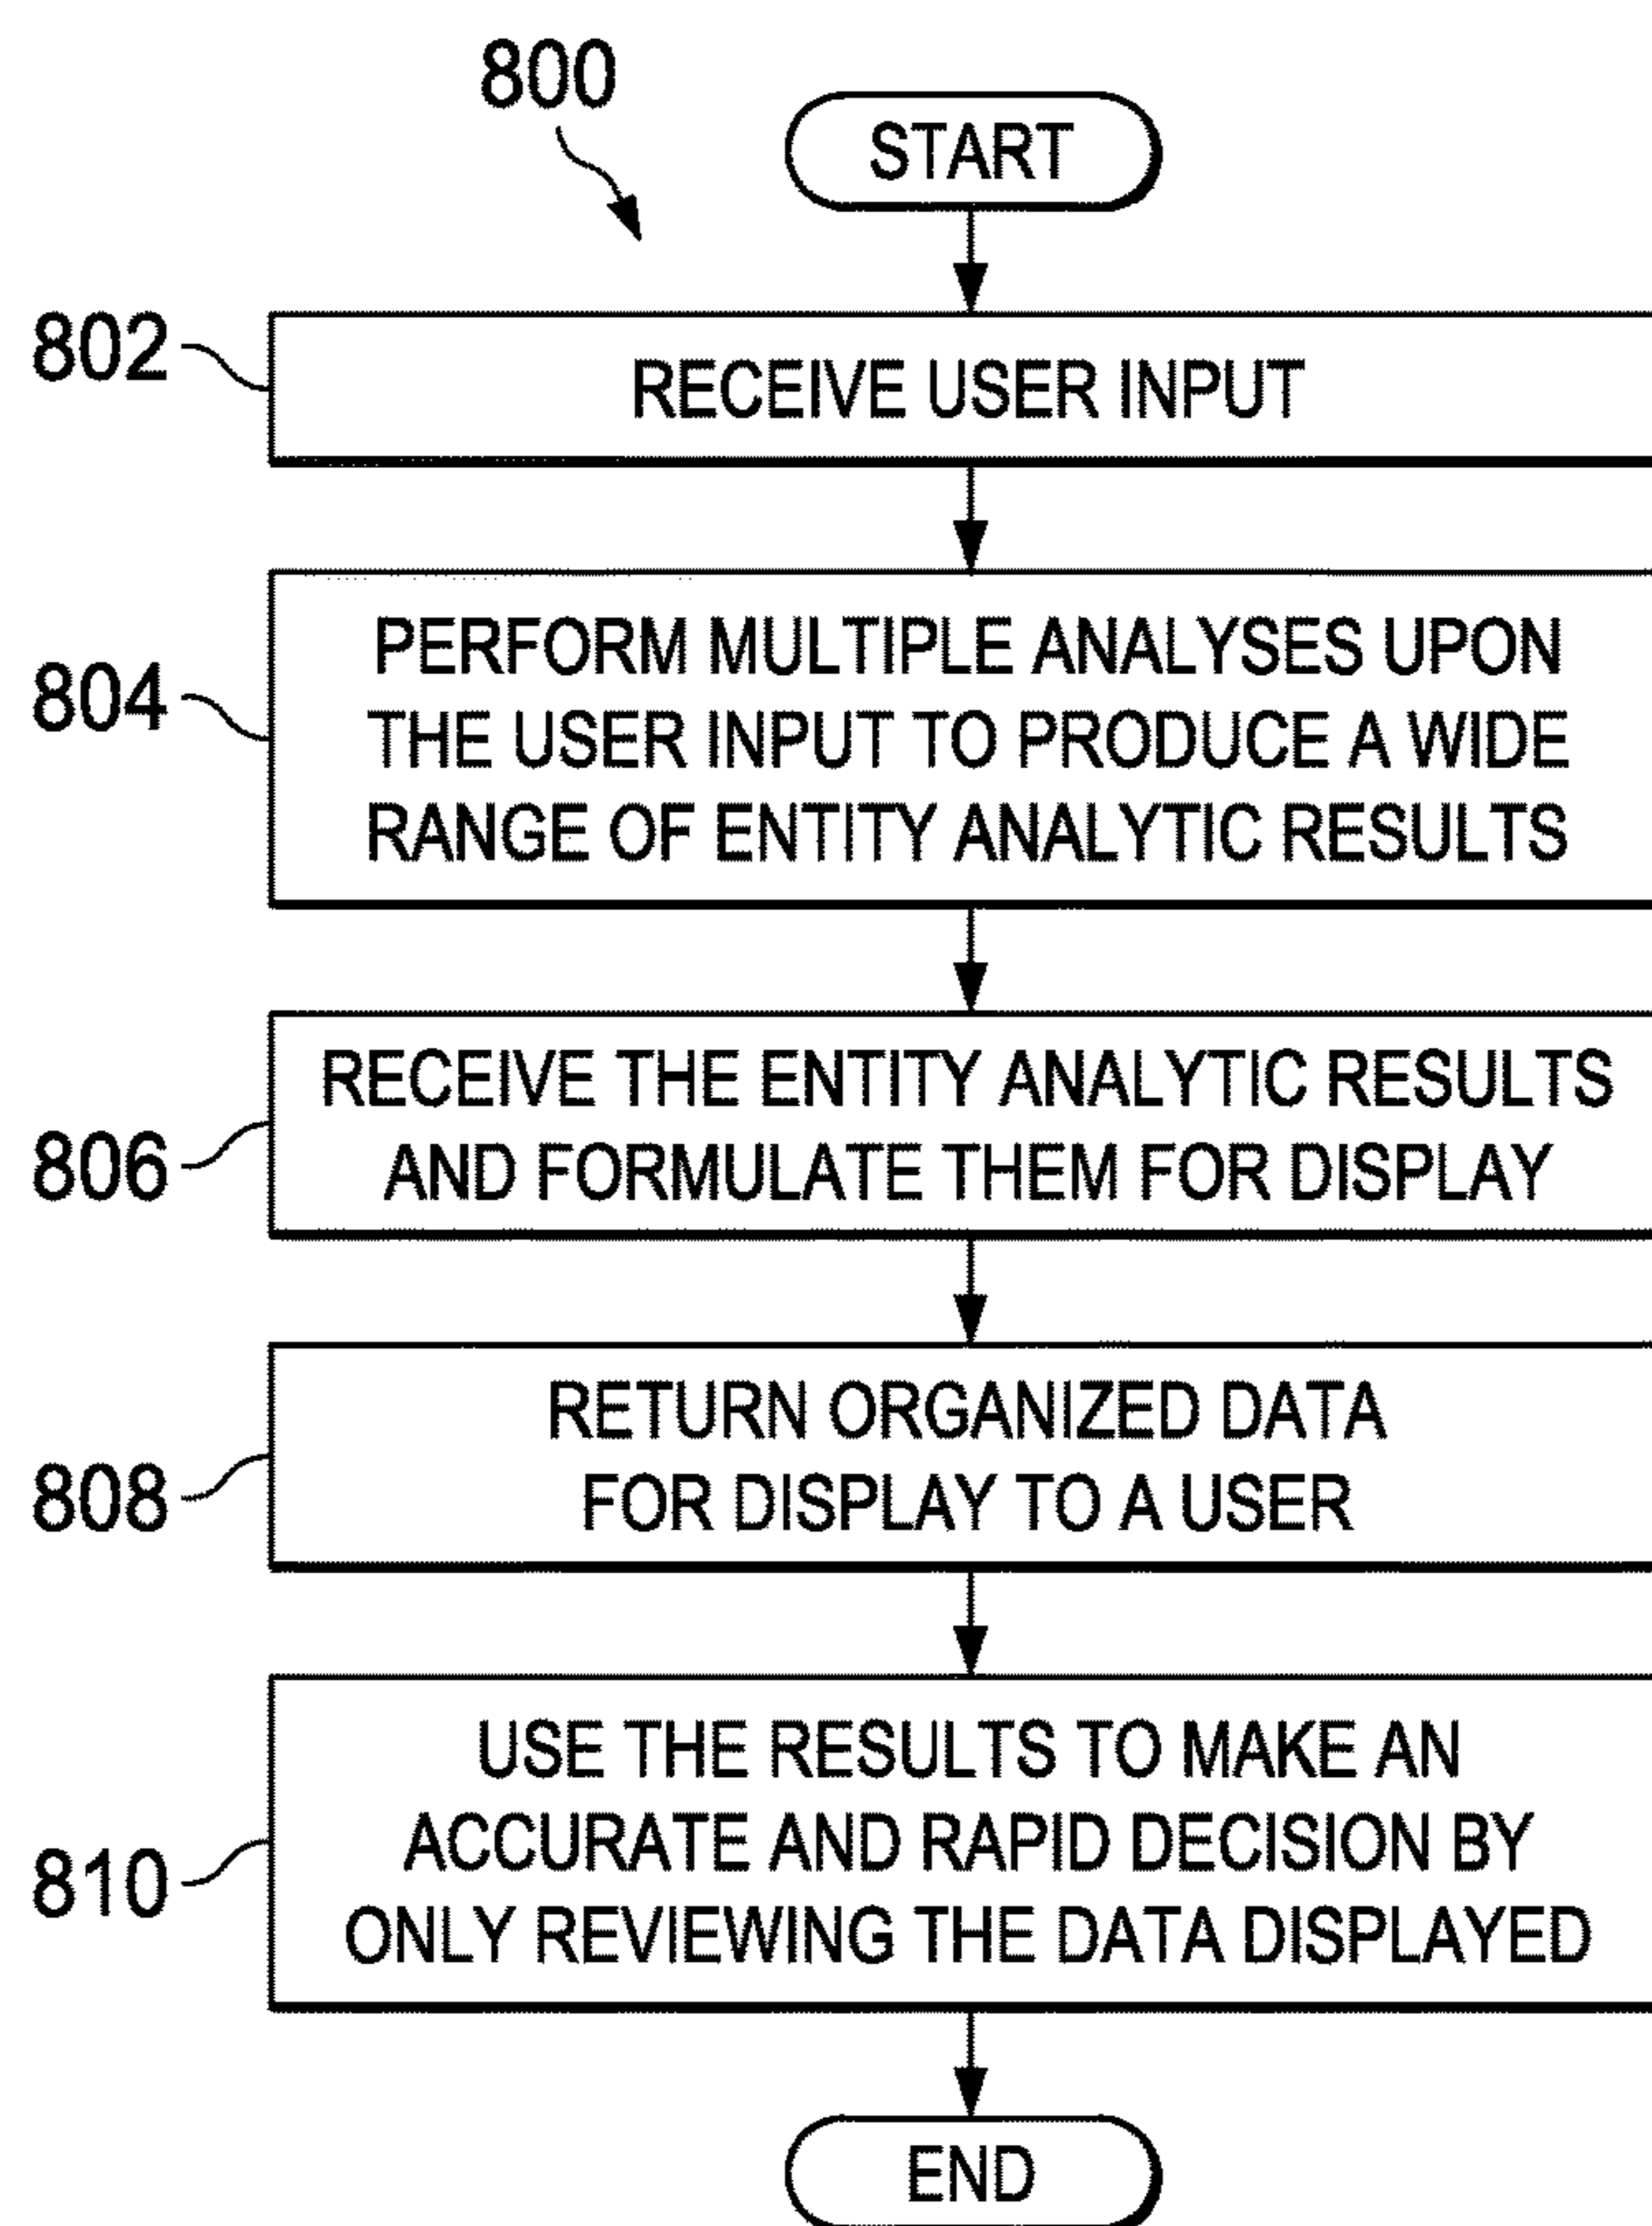 800
START
802
RECEIVE USER INPUT
804
PERFORM MULTIPLE ANALYSES UPON
THE USER INPUT TO PRODUCE A WIDE
RANGE OF ENTITY ANALYTIC RESULTS
806
RECEIVE THE ENTITY ANALYTIC RESULTS
AND FORMULATE THEM FOR DISPLAY
808
RETURN ORGANIZED DATA
FOR DISPLAY TO A USER
810
USE THE RESULTS TO MAKE AN
ACCURATE AND RAPID DECISION BY
ONLY REVIEWING THE DATA DISPLAYED
END